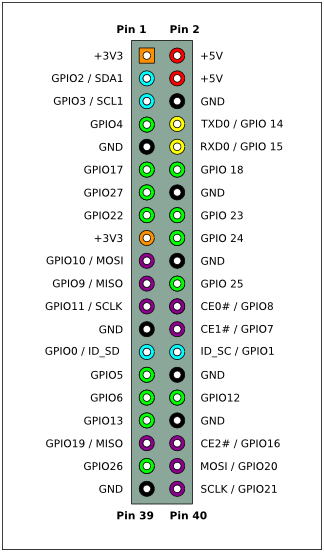 Pin 1 Pin 2
+3V3 +5V
GPIO2 / SDA1 +5V
GPIO3 / SCL1 GND
GPIO4 TXD0 / GPIO 14
GND RXD0 / GPIO 15
GPIO17 GPIO 18
GPIO27 GND
GPIO22 GPIO 23
+3V3 GPIO 24
GPIO10 / MOSI GND
GPIO9 / MISO GPIO 25
GPIO11 / SCLK CE0# / GPIO8
GND CE1# / GPIO7
GPIO0 / ID_SD ID_SC / GPIO1
GPIO5 GND
GPIO6 GPIO12
GPIO13 GND
GPIO19 / MISO CE2# / GPIO16
GPIO26 MOSI / GPIO20
GND SCLK / GPIO21
Pin 39 Pin 40